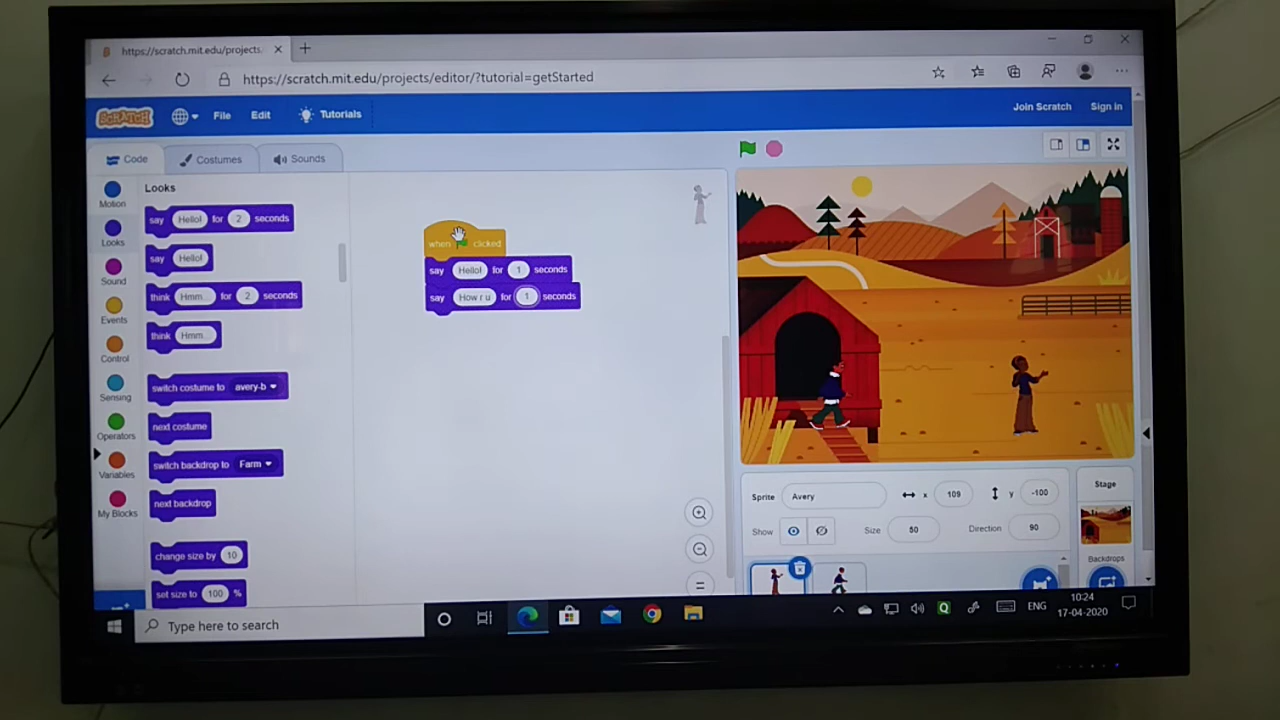 https://scratch.mit.edu/projects.
https://scratch.mit.edu/projects/editor/?tutorial=getStarted
SCRATCH File Edit Tutorials Join Scratch Sign in
Code Costumes Sounds
Motion
Looks
Sound
Events
Control
Sensing
Operators
Variables
My Blocks
Looks
say Hello! for 2 seconds
say Hello!
think Hmm... for 2 seconds
think Hmm...
switch costume to avery-b
next costume
switch backdrop to Farm
next backdrop
change size by 10
set size to 100 %
when clicked
say Hello! for 1 seconds
say How r u for 1 seconds
Sprite Avery x 109 y -100
Show Size 50 Direction 90
Stage
Backdrops
Type here to search
ENG
10:24
17-04-2020